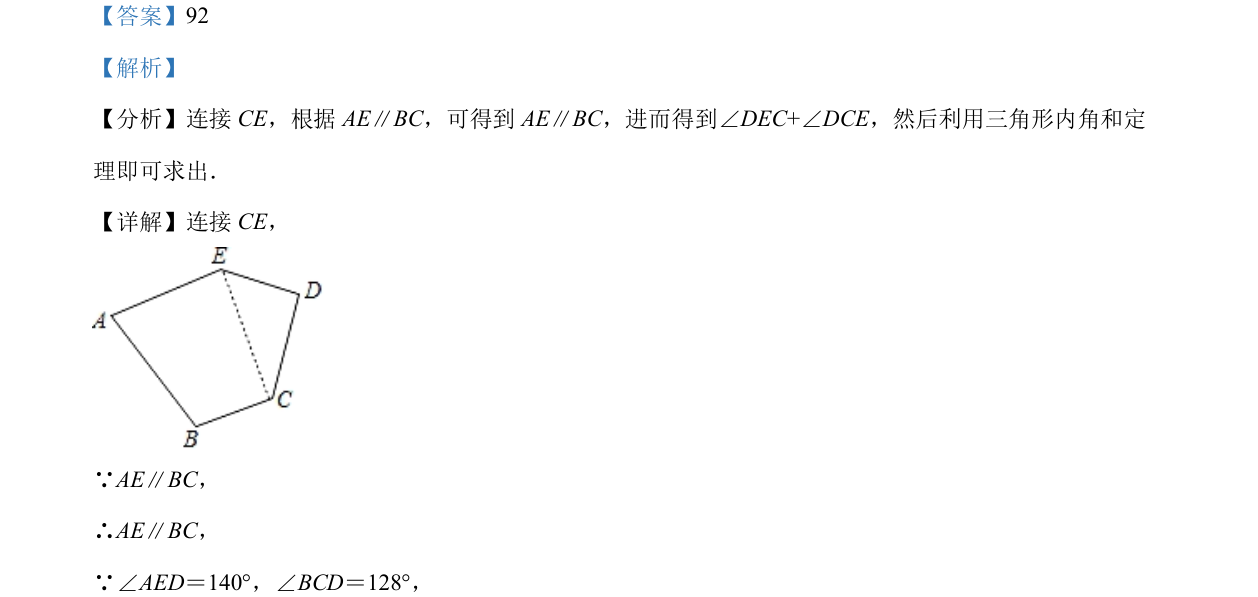 【答案】92
【解析】
【分析】连接 CE，根据 AE∥BC，可得到 AE∥BC，进而得到∠DEC+∠DCE，然后利用三角形内角和定
理即可求出．
【详解】连接 CE，
E
D
A
C
B
∵AE∥BC，
∴AE∥BC，
∵∠AED＝140°，∠BCD＝128°，